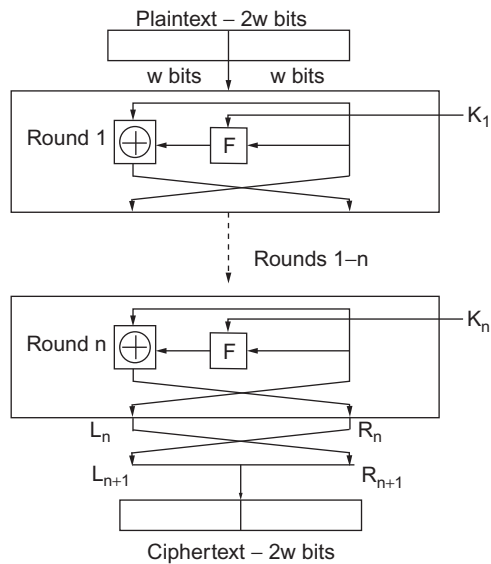 Plaintext – 2w bits
w bits w bits
K₁
Round 1
F
Rounds 1–n
Kₙ
Round n
F
Lₙ Rₙ
Lₙ₊₁ Rₙ₊₁
Ciphertext – 2w bits